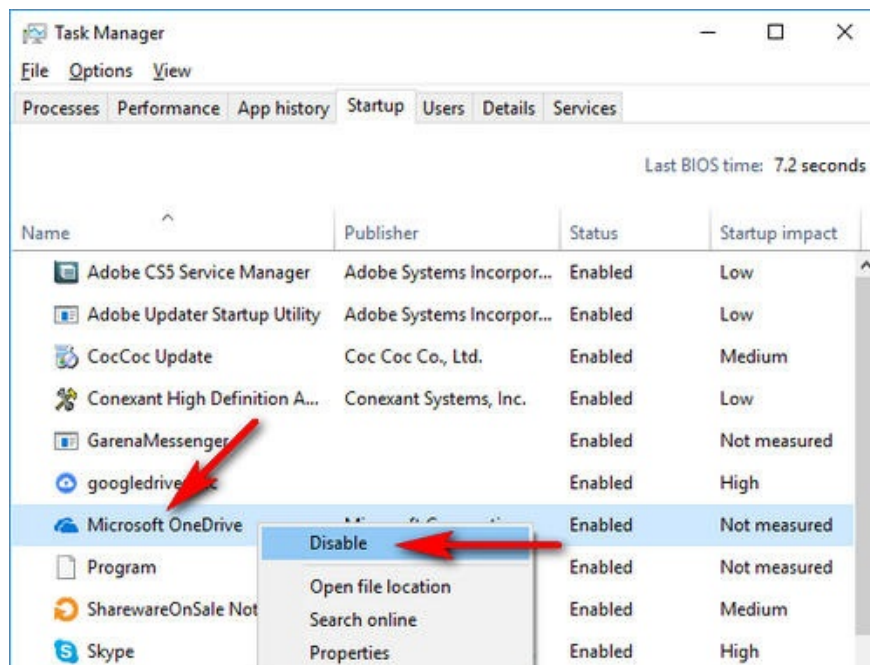 Task Manager
File Options View
Processes Performance App history Startup Users Details Services
Last BIOS time: 7.2 seconds
Name Publisher Status Startup impact
Adobe CS5 Service Manager Adobe Systems Incorpor... Enabled Low
Adobe Updater Startup Utility Adobe Systems Incorpor... Enabled Low
CocCoc Update Coc Coc Co., Ltd. Enabled Medium
Conexant High Definition A... Conexant Systems, Inc. Enabled Low
GarenaMessenger Enabled Not measured
Enabled High
Microsoft OneDrive Enabled Not measured
Disable
Program Enabled Not measured
Open file location
SharewareOnSale Not Enabled Medium
Search online
Skype Enabled High
Properties